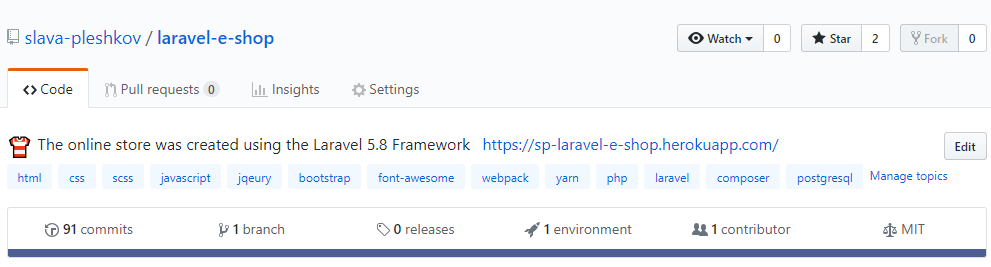 slava-pleshkov / laravel-e-shop Watch 0 Star 2 Fork 0
Code Pull requests 0 Insights Settings
The online store was created using the Laravel 5.8 Framework https://sp-laravel-e-shop.herokuapp.com/ Edit
html css scss javascript jqeury bootstrap font-awesome webpack yarn php laravel composer postgresql Manage topics
91 commits 1 branch 0 releases 1 environment 1 contributor MIT